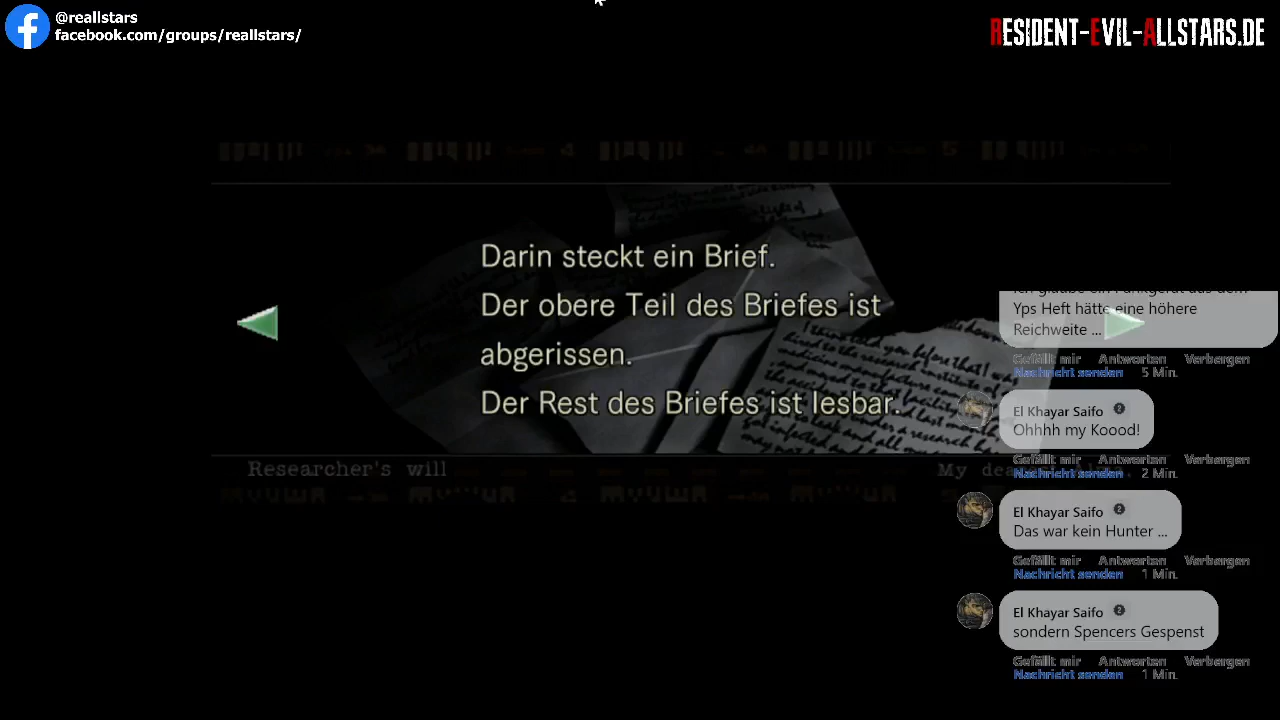 @reallstars
facebook.com/groups/reallstars/
RESIDENT-EVIL-ALLSTARS.DE
Darin steckt ein Brief.
Der obere Teil des Briefes ist
abgerissen.
Der Rest des Briefes ist lesbar.
Researcher's will
My
Yps Heft hätte eine höhere
Reichweite ...
Gefällt mir Antworten Verbergen
Nachricht senden 5 Min.
El Khayar Saifo
Ohhhh my Koood!
Gefällt mir Antworten Verbergen
Nachricht senden 2 Min.
El Khayar Saifo
Das war kein Hunter ...
Gefällt mir Antworten Verbergen
Nachricht senden 1 Min.
El Khayar Saifo
sondern Spencers Gespenst
Gefällt mir Antworten Verbergen
Nachricht senden 1 Min.